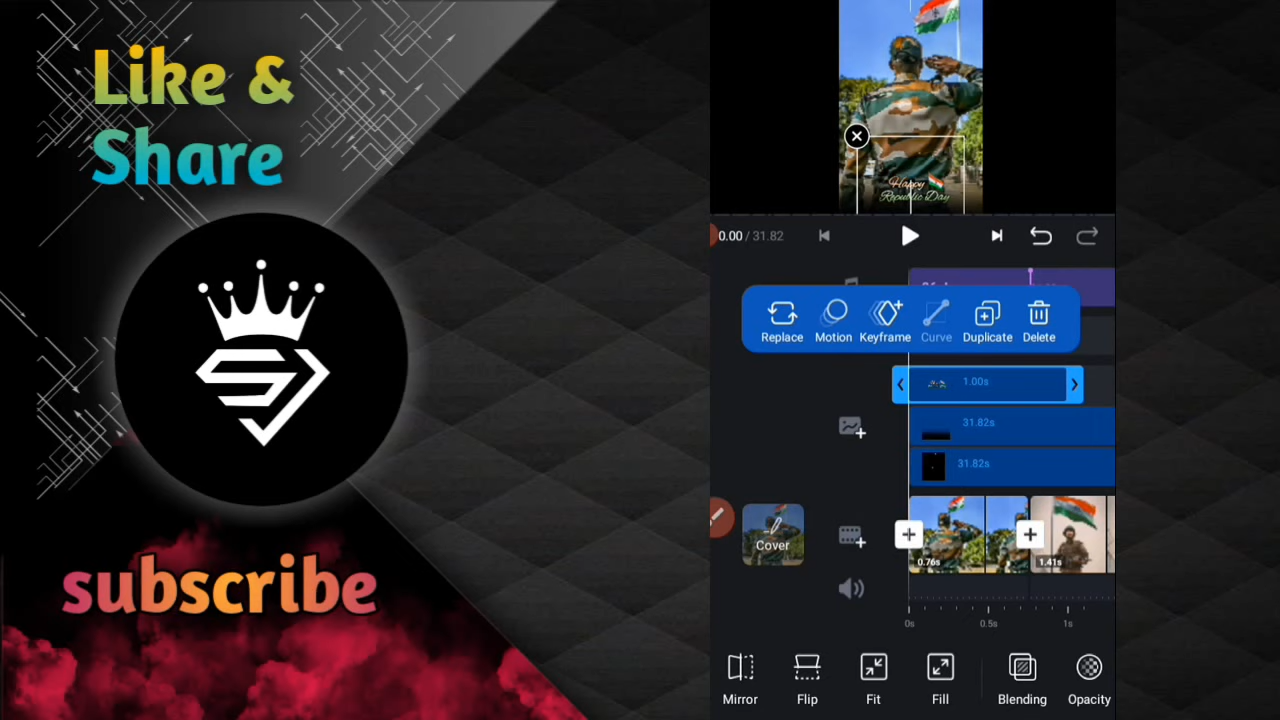 Like &
Share
subscribe
Happy
Republic Day
0.00 / 31.82
Replace
Motion
Keyframe
Curve
Duplicate
Delete
1.00s
31.82s
31.82s
Cover
0.76s
1.41s
0s
0.5s
1s
Mirror
Flip
Fit
Fill
Blending
Opacity